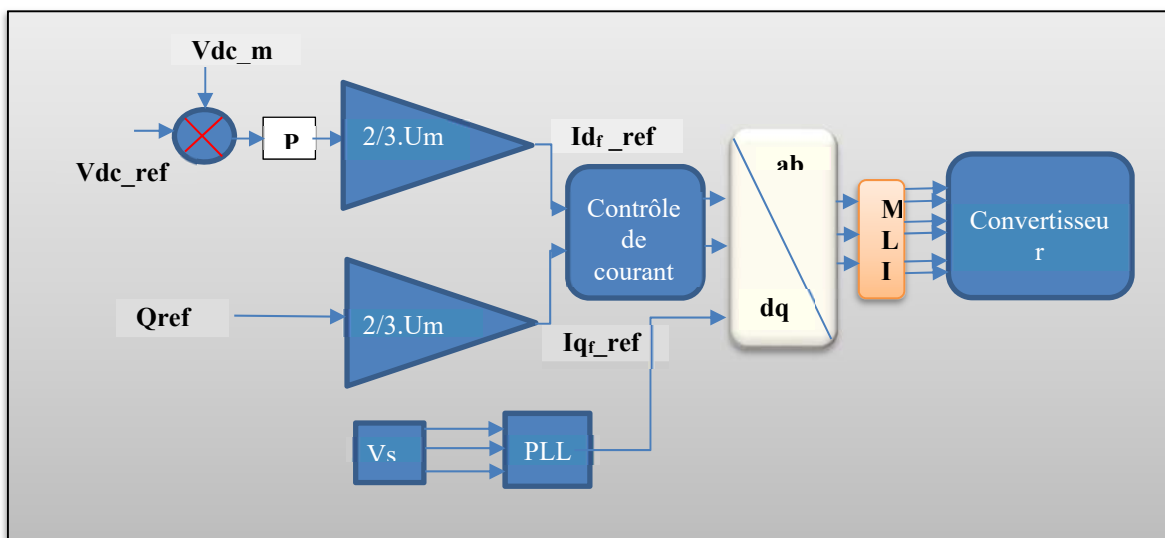 Vdc_m
P
2/3.Um
Idf _ref
Vdc_ref
Contrôle
de
courant
ab
dq
M
L
I
Convertisseu
r
Qref
2/3.Um
Iqf_ref
Vs
PLL